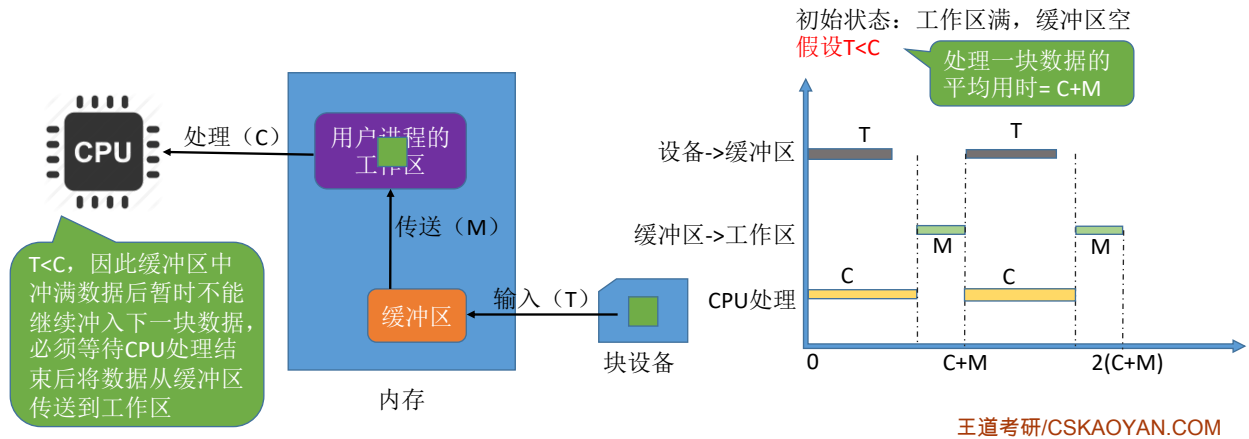 初始状态：工作区满，缓冲区空
假设T<C
处理一块数据的
平均用时= C+M
CPU
处理（C）
用户进程的
工作区
传送（M）
缓冲区
输入（T）
块设备
内存
T<C，因此缓冲区中
冲满数据后暂时不能
继续冲入下一块数据，
必须等待CPU处理结
束后将数据从缓冲区
传送到工作区
设备->缓冲区
T
T
缓冲区->工作区
M
M
CPU处理
C
C
0
C+M
2(C+M)
王道考研/CSKAOYAN.COM